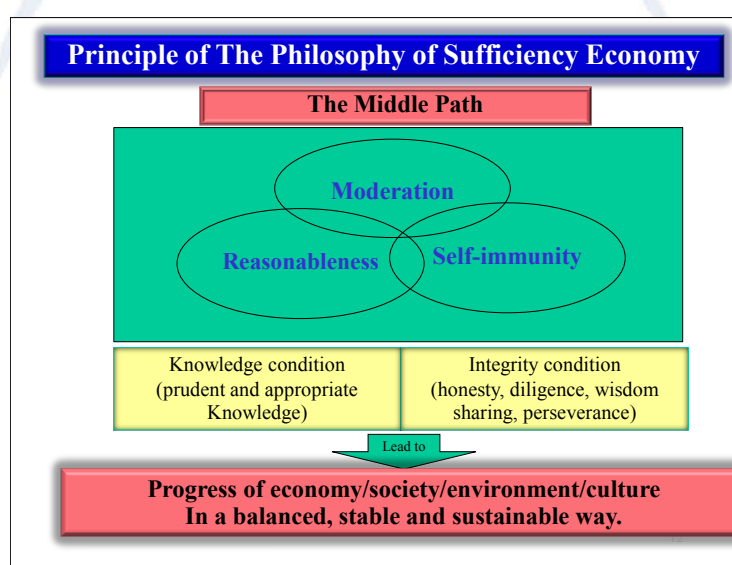 Principle of The Philosophy of Sufficiency Economy
The Middle Path
Moderation
Reasonableness
Self-immunity
Knowledge condition
(prudent and appropriate
Knowledge)
Integrity condition
(honesty, diligence, wisdom
sharing, perseverance)
Lead to
Progress of economy/society/environment/culture
In a balanced, stable and sustainable way.